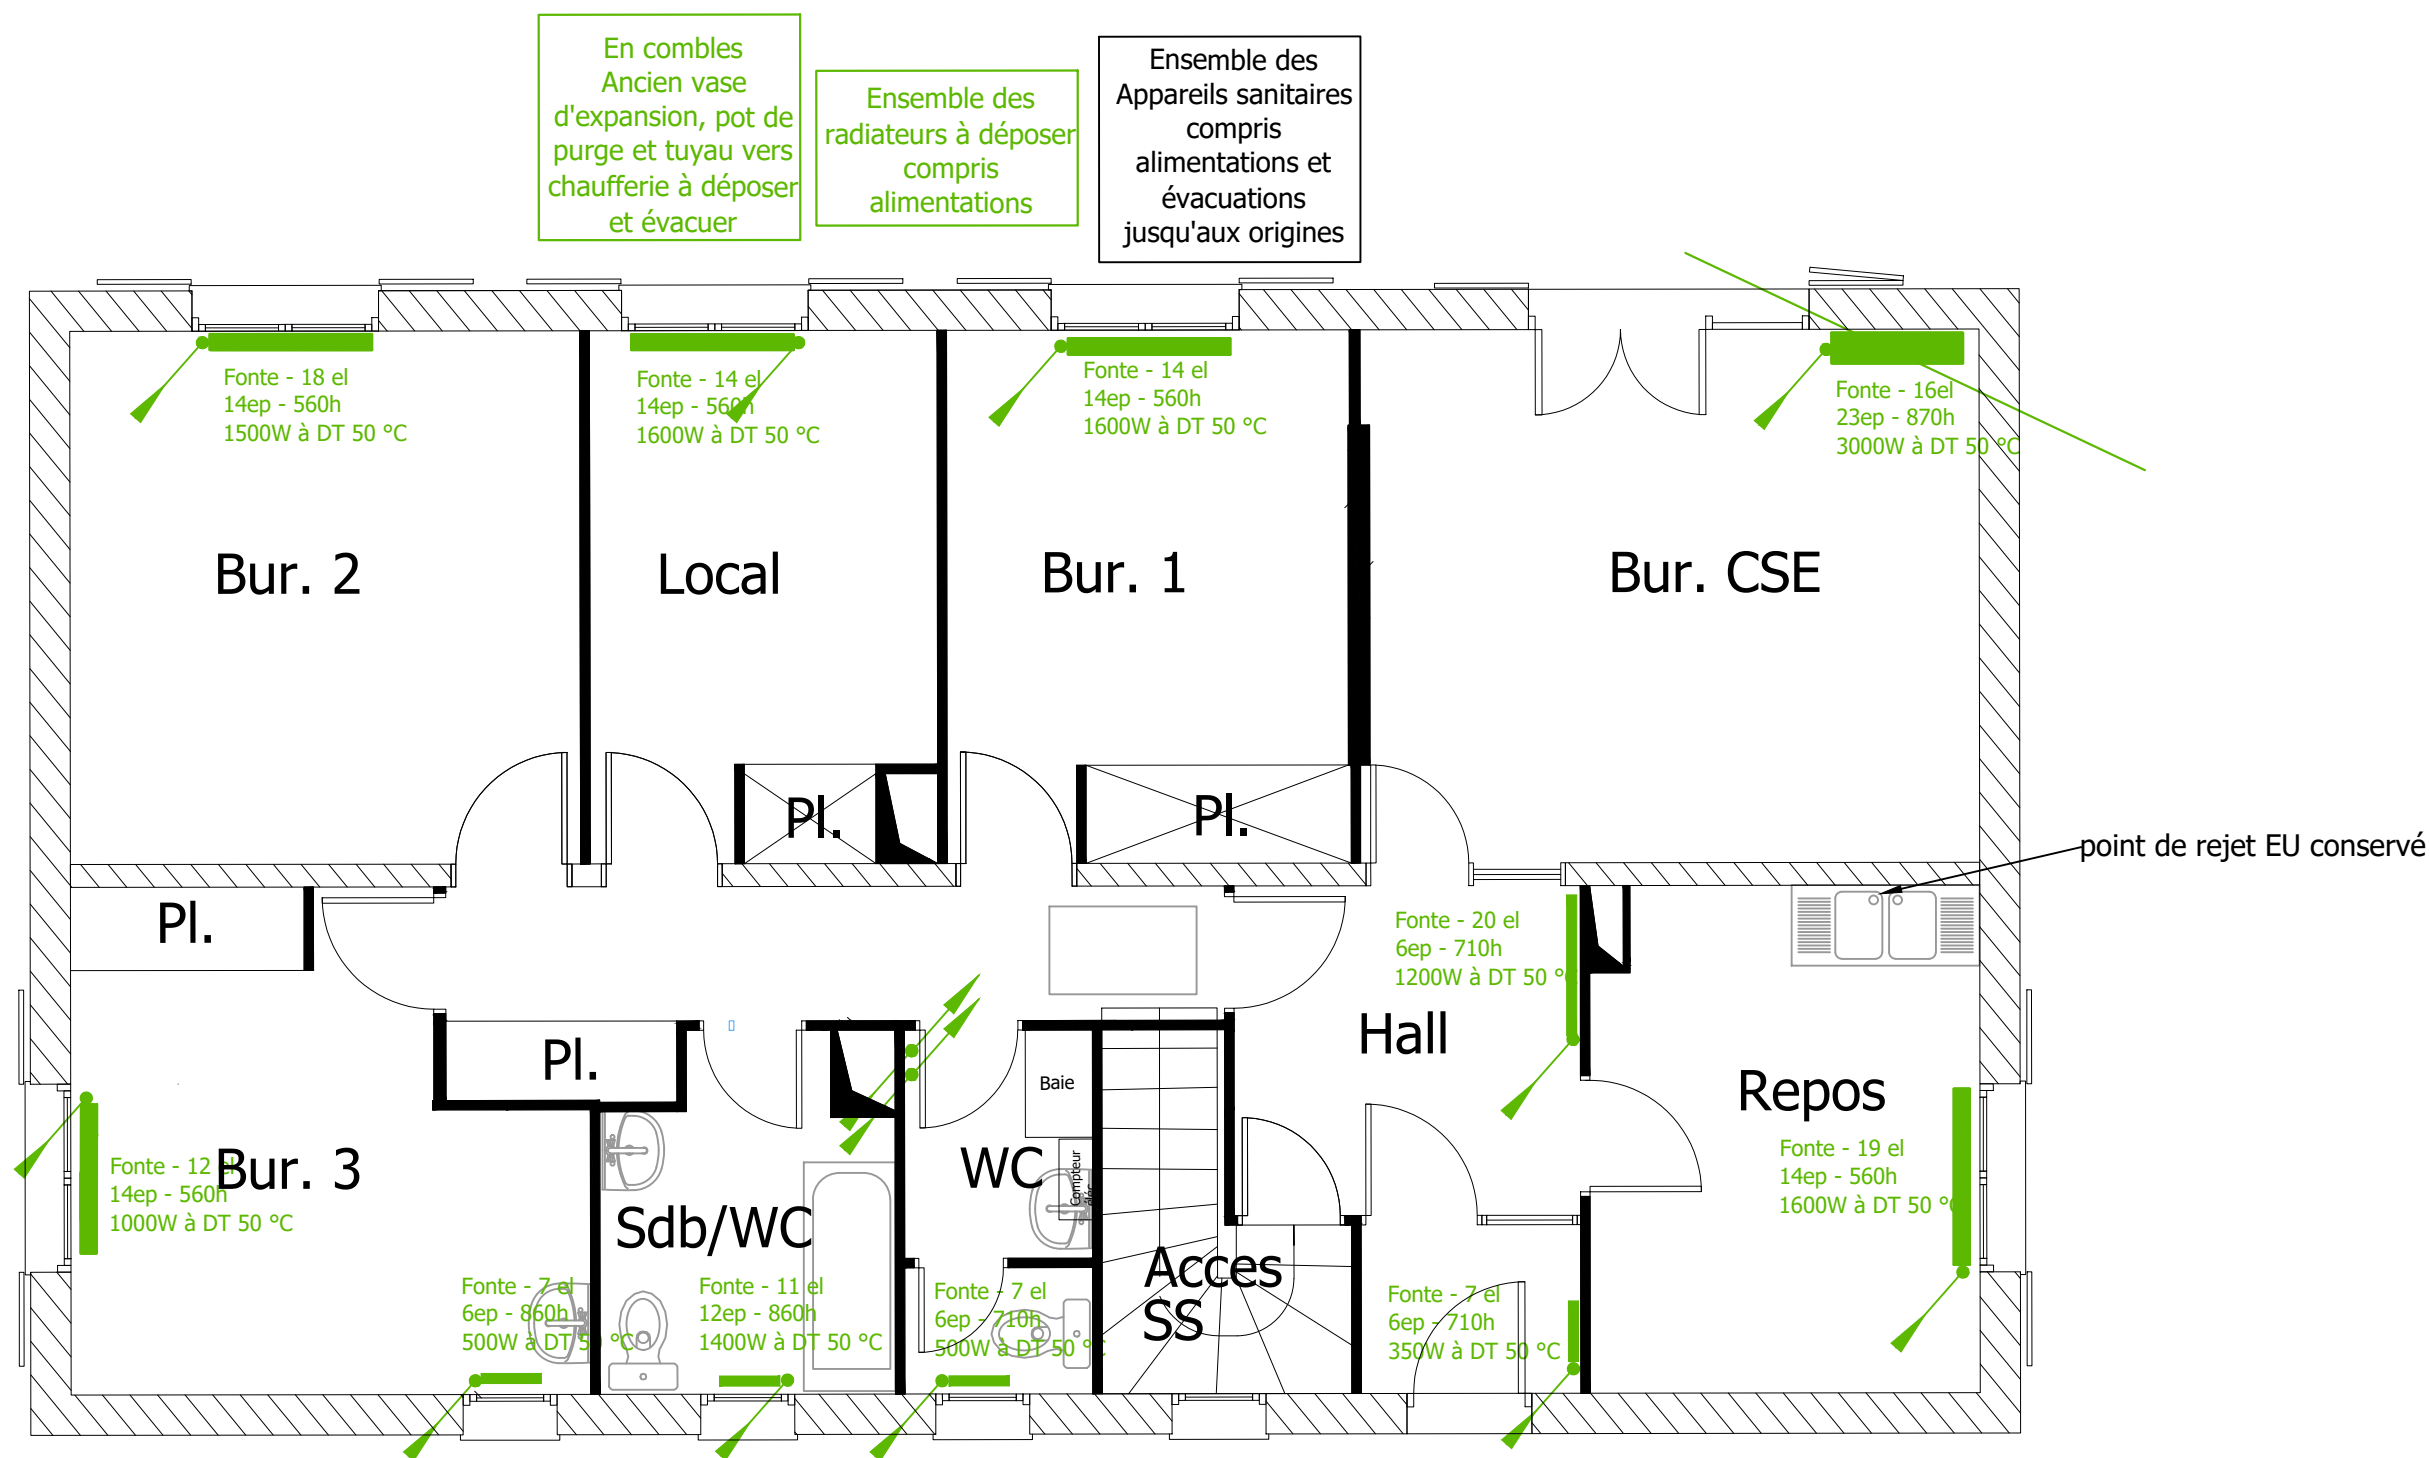 En combles
Ancien vase
d'expansion, pot de
purge et tuyau vers
chaufferie à déposer
et évacuer
Ensemble des
radiateurs à déposer
compris
alimentations
Ensemble des
Appareils sanitaires
compris
alimentations et
évacuations
jusqu'aux origines
Fonte - 18 el
14ep - 560h
1500W à DT 50 °C
Fonte - 14 el
14ep - 560h
1600W à DT 50 °C
Fonte - 14 el
14ep - 560h
1600W à DT 50 °C
Fonte - 16el
23ep - 870h
3000W à DT 50 °C
Bur. 2
Local
Bur. 1
Bur. CSE
Pl.
Pl.
point de rejet EU conservé
Pl.
Fonte - 20 el
6ep - 710h
1200W à DT 50 °C
Hall
Pl.
Baie
Repos
Fonte - 12 el
14ep - 560h
1000W à DT 50 °C
Bur. 3
WC
Compteur
élec
Fonte - 19 el
14ep - 560h
1600W à DT 50 °C
Sdb/WC
Acces
SS
Fonte - 7 el
6ep - 860h
500W à DT 50 °C
Fonte - 11 el
12ep - 860h
1400W à DT 50 °C
Fonte - 7 el
6ep - 710h
500W à DT 50 °C
Fonte - 7 el
6ep - 710h
350W à DT 50 °C